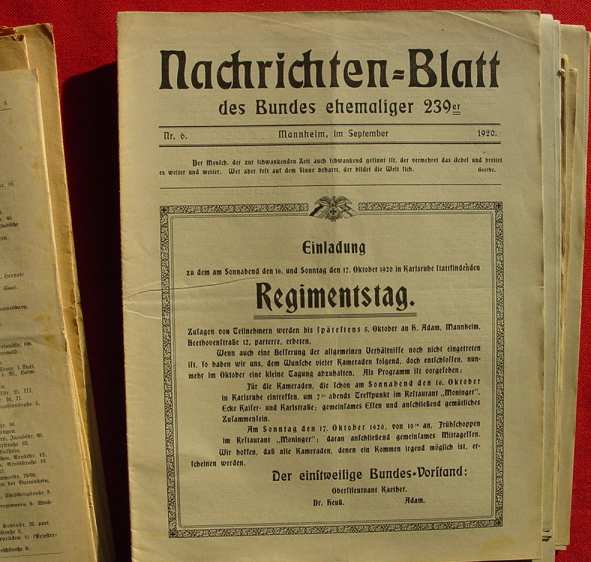 Nachrichten=Blatt
des Bundes ehemaliger 239er
Nr. 6. Mannheim, im September 1920.
Der Mensch, der zur schwankenden Zeit auch schwankend gesinnt ist, der vermehret das Uebel und breitet
es weiter und weiter. Wer aber fest auf dem Sinne beharrt, der bildet die Welt sich. Goethe.
Einladung
zu dem am Sonnabend den 16. und Sonntag den 17. Oktober 1920 in Karlsruhe stattfindenden
Regimentstag.
Zusagen von Teilnehmern werden bis spätestens 5. Oktober an H. Adam, Mannheim,
Beethovenstraße 12, parterre, erbeten.
Wenn auch eine Besserung der allgemeinen Verhältnisse noch nicht eingetreten
ist, so haben wir uns, dem Wunsche vieler Kameraden folgend, doch entschlossen, nun-
mehr im Oktober eine kleine Tagung abzuhalten. Als Programm ist vorgesehen:
Für die Kameraden, die schon am Sonnabend den 16. Oktober
in Karlsruhe eintreffen, um 7 abends Treffpunkt im Restaurant „Moninger“,
Ecke Kaiser- und Karlstraße; gemeinsames Essen und anschließend gemütliches
Zusammensein.
Am Sonntag den 17. Oktober 1920, von 10 an, Frühschoppen
im Restaurant „Moninger“; daran anschließend gemeinsames Mittagessen.
Wir hoffen, daß alle Kameraden, denen ein Kommen irgend möglich ist, er-
scheinen werden.
Der einstweilige Bundes-Vorstand:
Oberstleutnant Kaether.
Dr. Heuß. Adam.